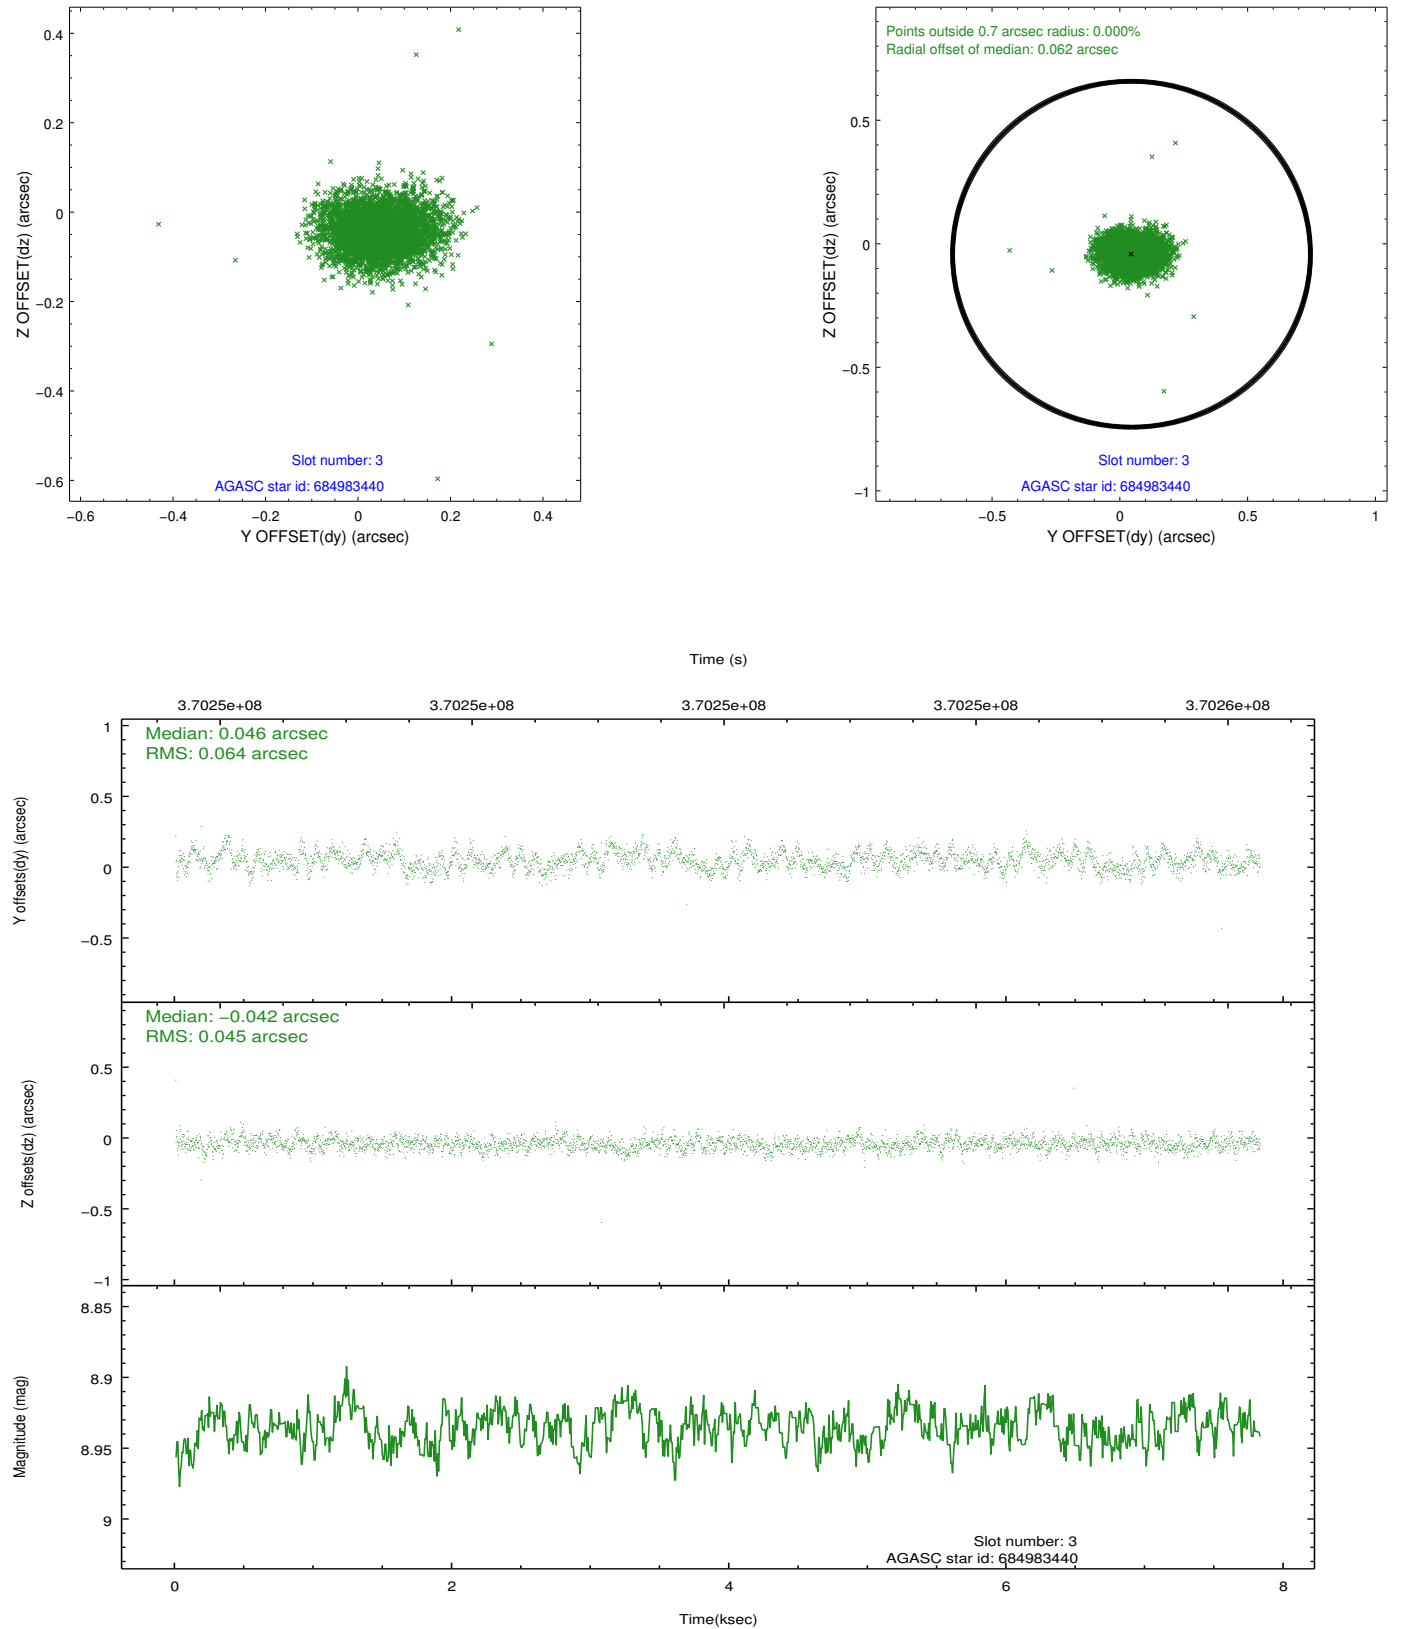 0.4
0.2
0
−0.2
−0.4
−0.6
Z OFFSET(dz) (arcsec)
Slot number: 3
AGASC star id: 684983440
−0.6 −0.4 −0.2 0 0.2 0.4
Y OFFSET(dy) (arcsec)
Points outside 0.7 arcsec radius: 0.000%
Radial offset of median: 0.062 arcsec
0.5
0
−0.5
−1
Z OFFSET(dz) (arcsec)
Slot number: 3
AGASC star id: 684983440
−0.5 0 0.5 1
Y OFFSET(dy) (arcsec)
Time (s)
3.7025e+08 3.7025e+08 3.7025e+08 3.7025e+08 3.7026e+08
Median: 0.046 arcsec
RMS: 0.064 arcsec
1
0.5
0
−0.5
Y offsets(dy) (arcsec)
Median: −0.042 arcsec
RMS: 0.045 arcsec
0.5
0
−0.5
−1
Z offsets(dz) (arcsec)
8.85
8.9
8.95
9
Magnitude (mag)
Slot number: 3
AGASC star id: 684983440
0 2 4 6 8
Time(ksec)